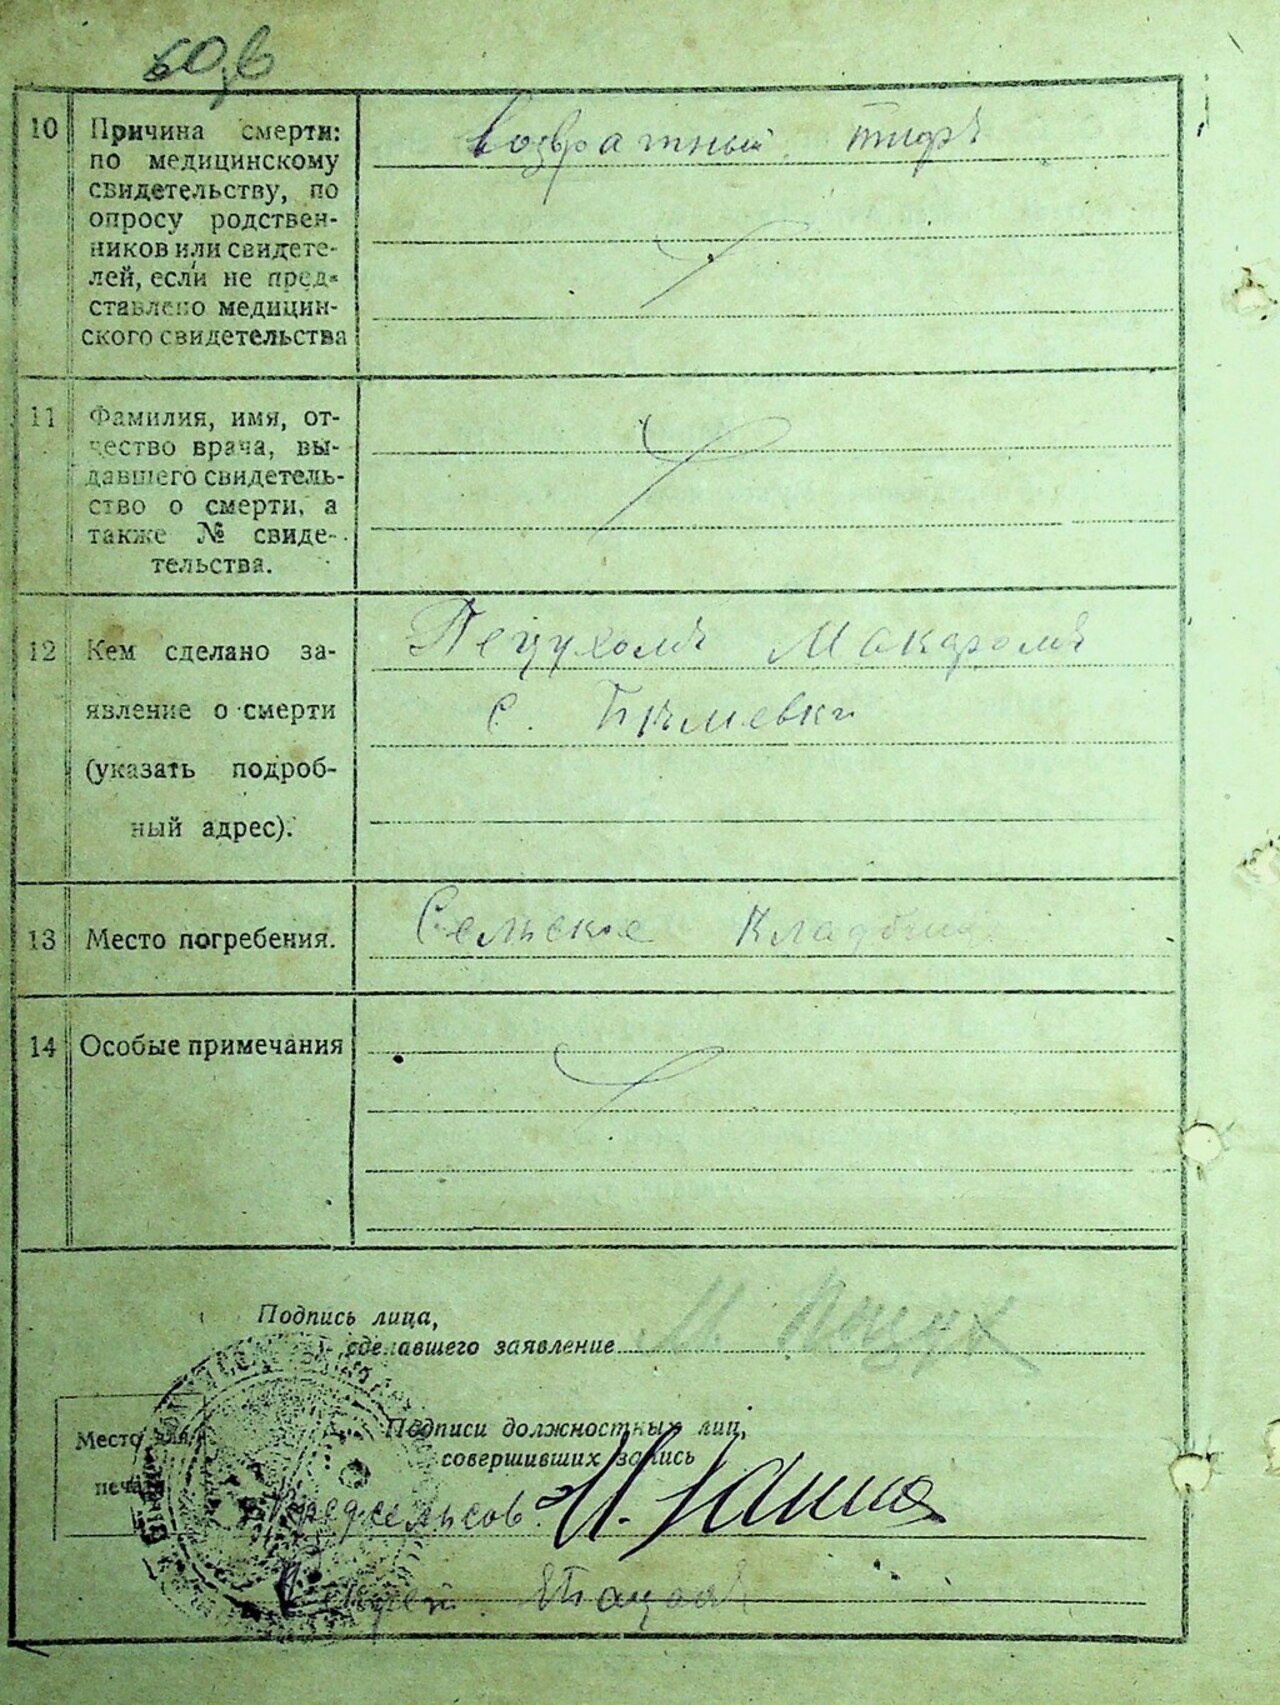 60,в
10 Причина смерти:
по медицинскому
свидетельству, по
опросу родствен-
ников или свидете-
лей, если не пред-
ставлено медицин-
ского свидетельства
возвратный тифъ
11 Фамилия, имя, от-
чество врача, вы-
давшего свидетель-
ство о смерти, а
также № свиде-
тельства.
12 Кем сделано за-
явление о смерти
(указать подроб-
ный адрес).
с.
13 Место погребения.
Сельское Кладбище
14 Особые примечания
Подпись лица,
сделавшего заявление
Место для
печати
Подписи должностных лиц,
совершивших запись
Предсельсов.